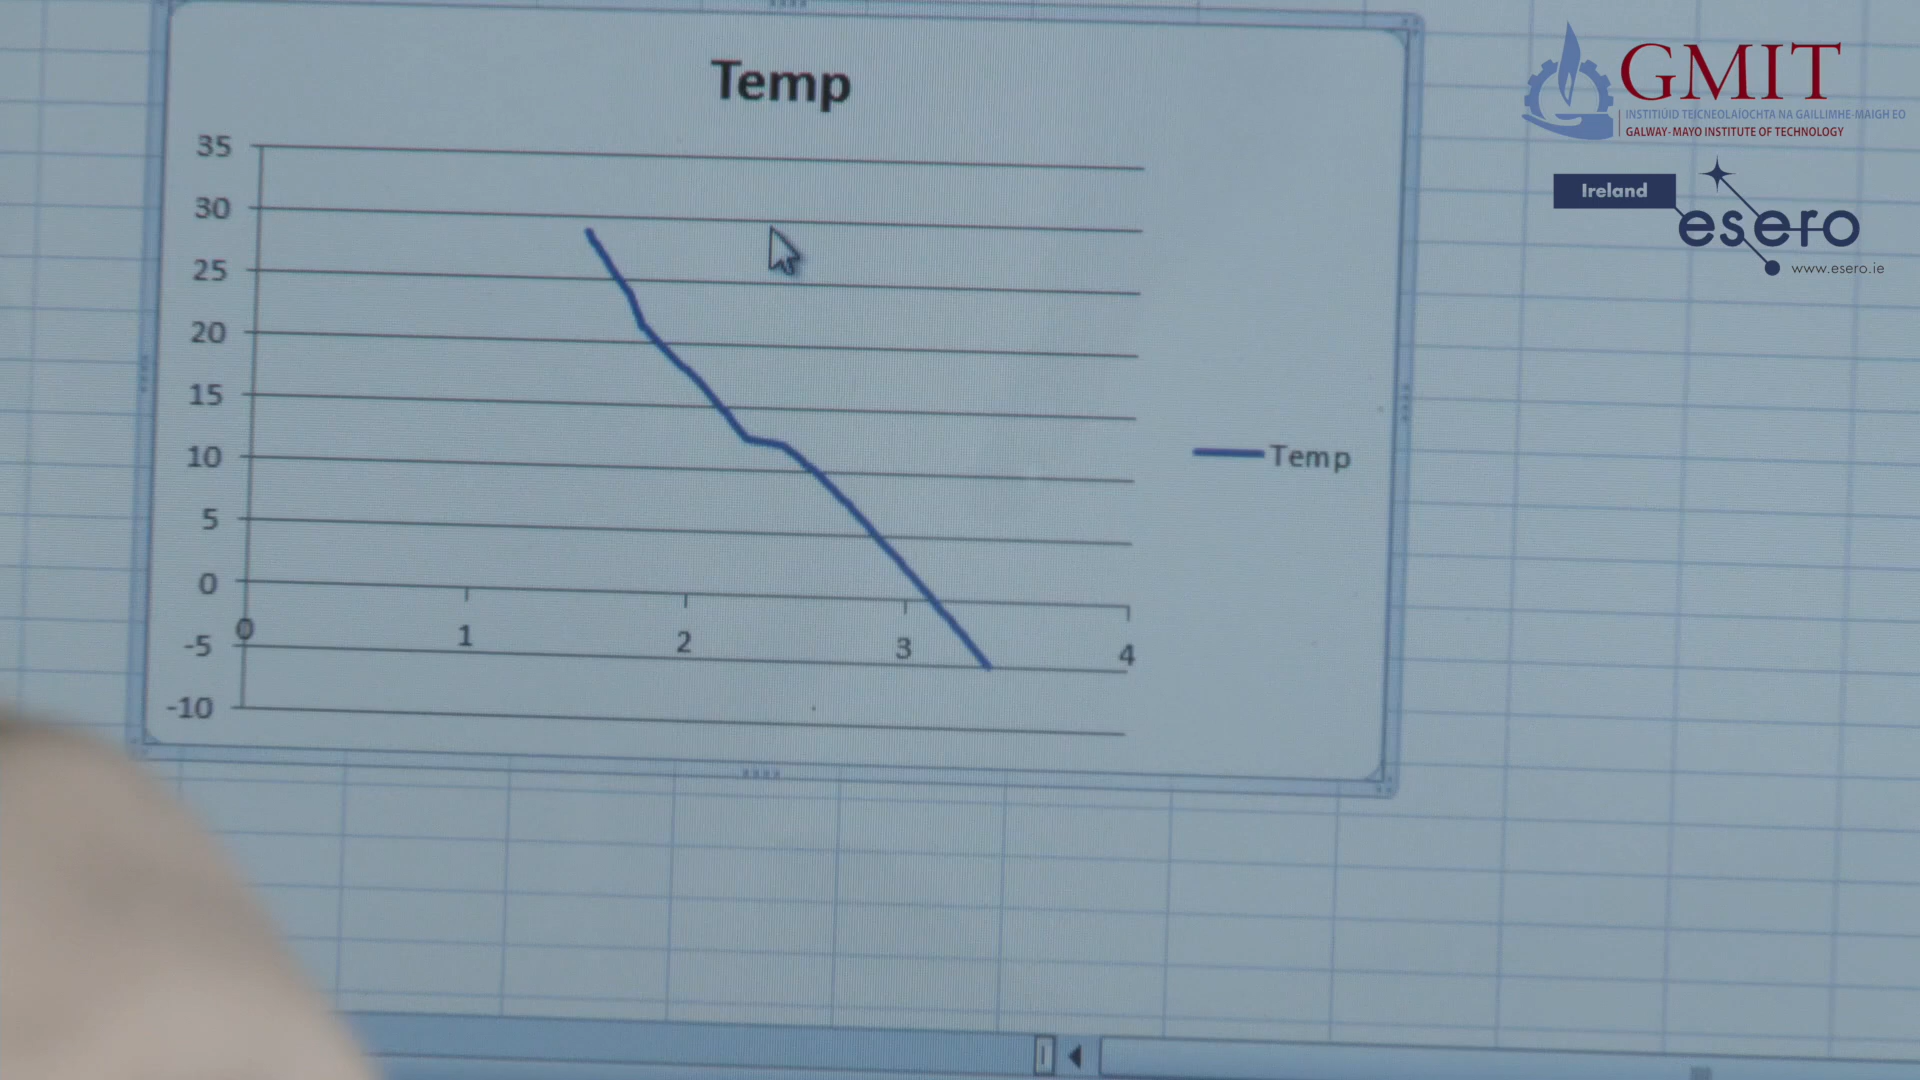 Temp
35
30
25
20
15
10
5
0
-5
-10
0
1
2
3
4
Temp
GMIT
INSTITIÚID TEICNEOLAÍOCHTA NA GAILLIMHE-MAIGH EO
GALWAY-MAYO INSTITUTE OF TECHNOLOGY
Ireland
esero
www.esero.ie